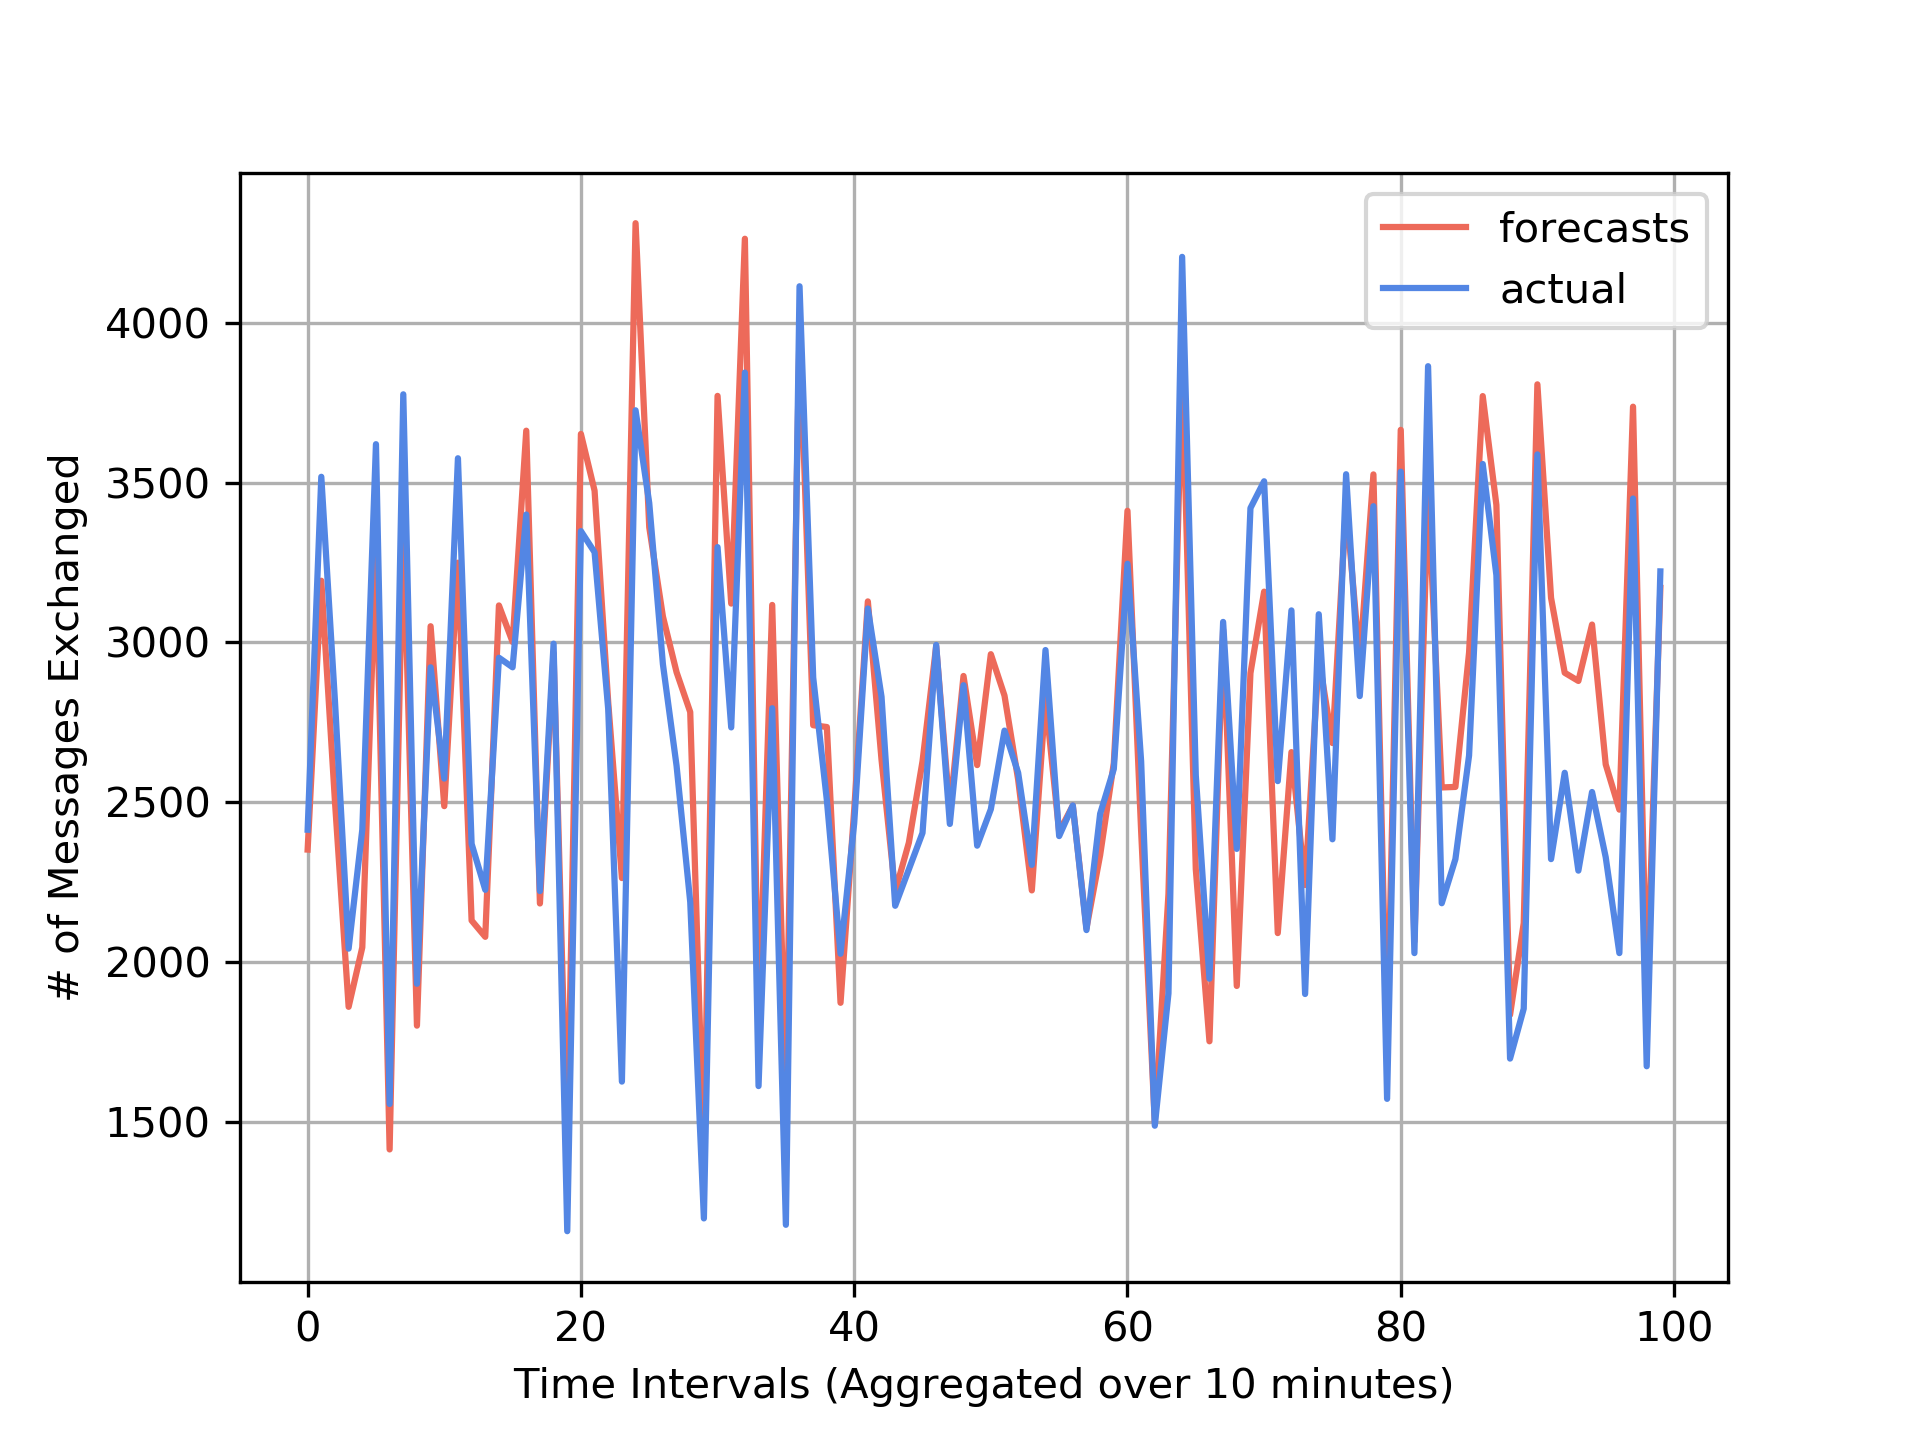 forecasts
actual
4000
3500
3000
2500
2000
1500
# of Messages Exchanged
0 20 40 60 80 100
Time Intervals (Aggregated over 10 minutes)